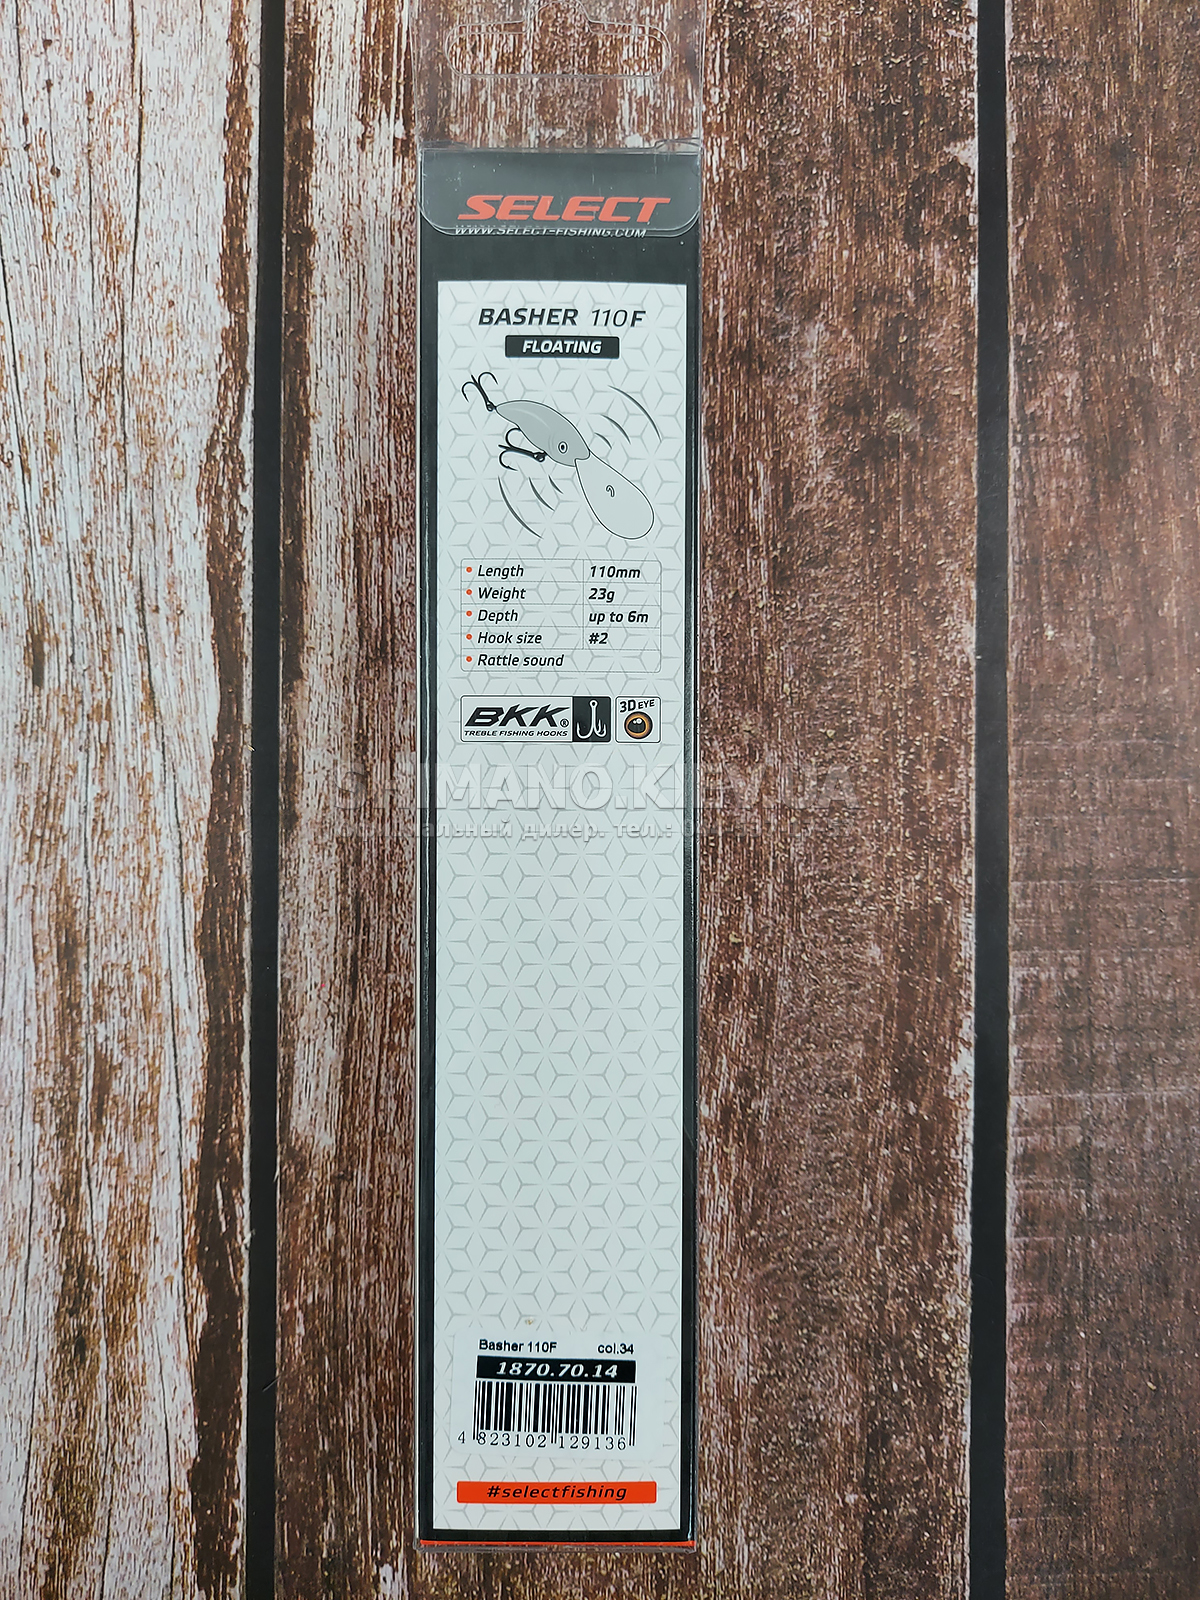 SELECT
WWW.SELECT-FISHING.COM
BASHER 110F
FLOATING
Length 110mm
Weight 23g
Depth up to 6m
Hook size #2
Rattle sound
BKK® 3D EYE
TREBLE FISHING HOOKS
SHIMANO.KIEV.UA
дилер. тел.:
Basher 110F col.34
1870.70.14
4 823102 129136
#selectfishing